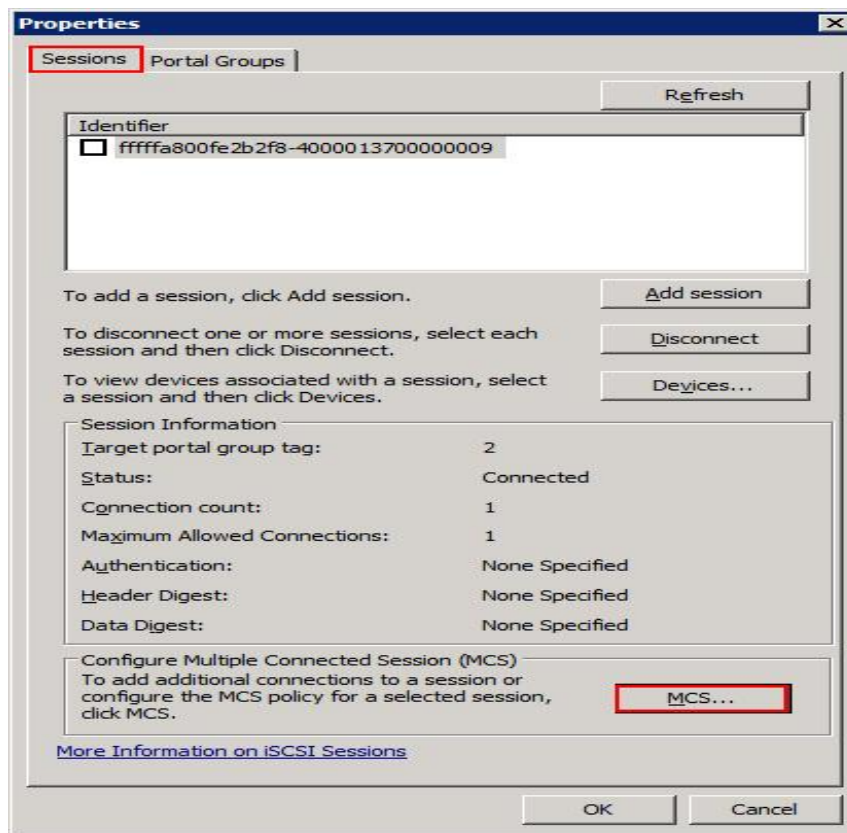 Properties
Sessions
Portal Groups
Refresh
Identifier
fffffa800fe2b2f8-4000013700000009
To add a session, click Add session.
Add session
To disconnect one or more sessions, select each
session and then click Disconnect.
Disconnect
To view devices associated with a session, select
a session and then click Devices.
Devices...
Session Information
Target portal group tag: 2
Status: Connected
Connection count: 1
Maximum Allowed Connections: 1
Authentication: None Specified
Header Digest: None Specified
Data Digest: None Specified
Configure Multiple Connected Session (MCS)
To add additional connections to a session or
configure the MCS policy for a selected session,
click MCS.
MCS...
More Information on iSCSI Sessions
OK
Cancel